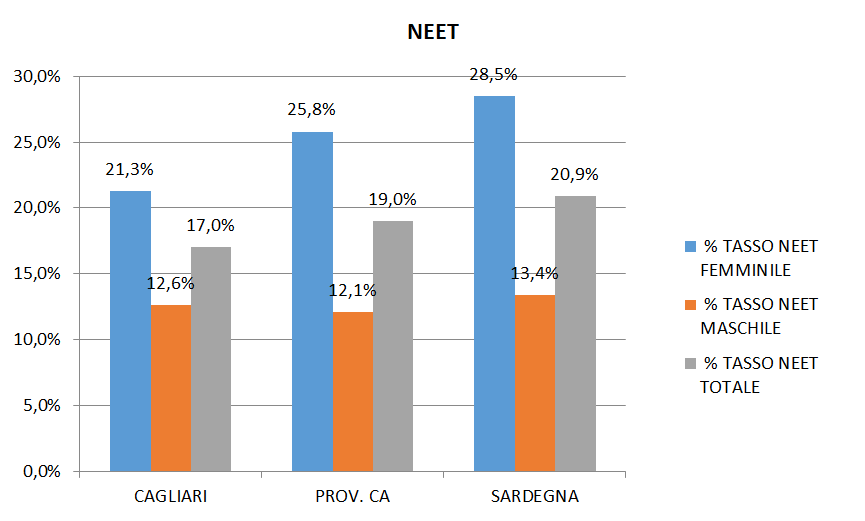 NEET
30,0%
25,0%
20,0%
15,0%
10,0%
5,0%
0,0%
21,3%
12,6%
17,0%
25,8%
12,1%
19,0%
28,5%
13,4%
20,9%
CAGLIARI
PROV. CA
SARDEGNA
% TASSO NEET
FEMMINILE
% TASSO NEET
MASCHILE
% TASSO NEET
TOTALE